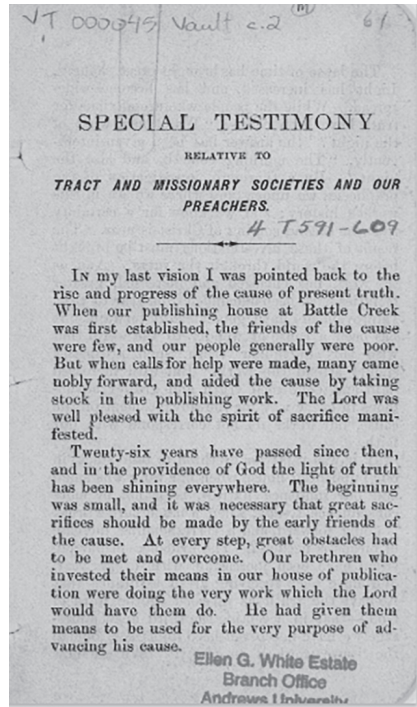 VT 000045 Vault c.2
61
SPECIAL TESTIMONY
RELATIVE TO
TRACT AND MISSIONARY SOCIETIES AND OUR
PREACHERS.
4 T591-609
IN my last vision I was pointed back to the
rise and progress of the cause of present truth.
When our publishing house at Battle Creek
was first established, the friends of the cause
were few, and our people generally were poor.
But when calls for help were made, many came
nobly forward, and aided the cause by taking
stock in the publishing work. The Lord was
well pleased with the spirit of sacrifice mani-
fested.
Twenty-six years have passed since then,
and in the providence of God the light of truth
has been shining everywhere. The beginning
was small, and it was necessary that great sac-
rifices should be made by the early friends of
the cause. At every step, great obstacles had
to be met and overcome. Our brethren who
invested their means in our house of publica-
tion were doing the very work which the Lord
would have them do. He had given them
means to be used for the very purpose of ad-
vancing his cause.
Ellen G. White Estate
Branch Office
Andrews University